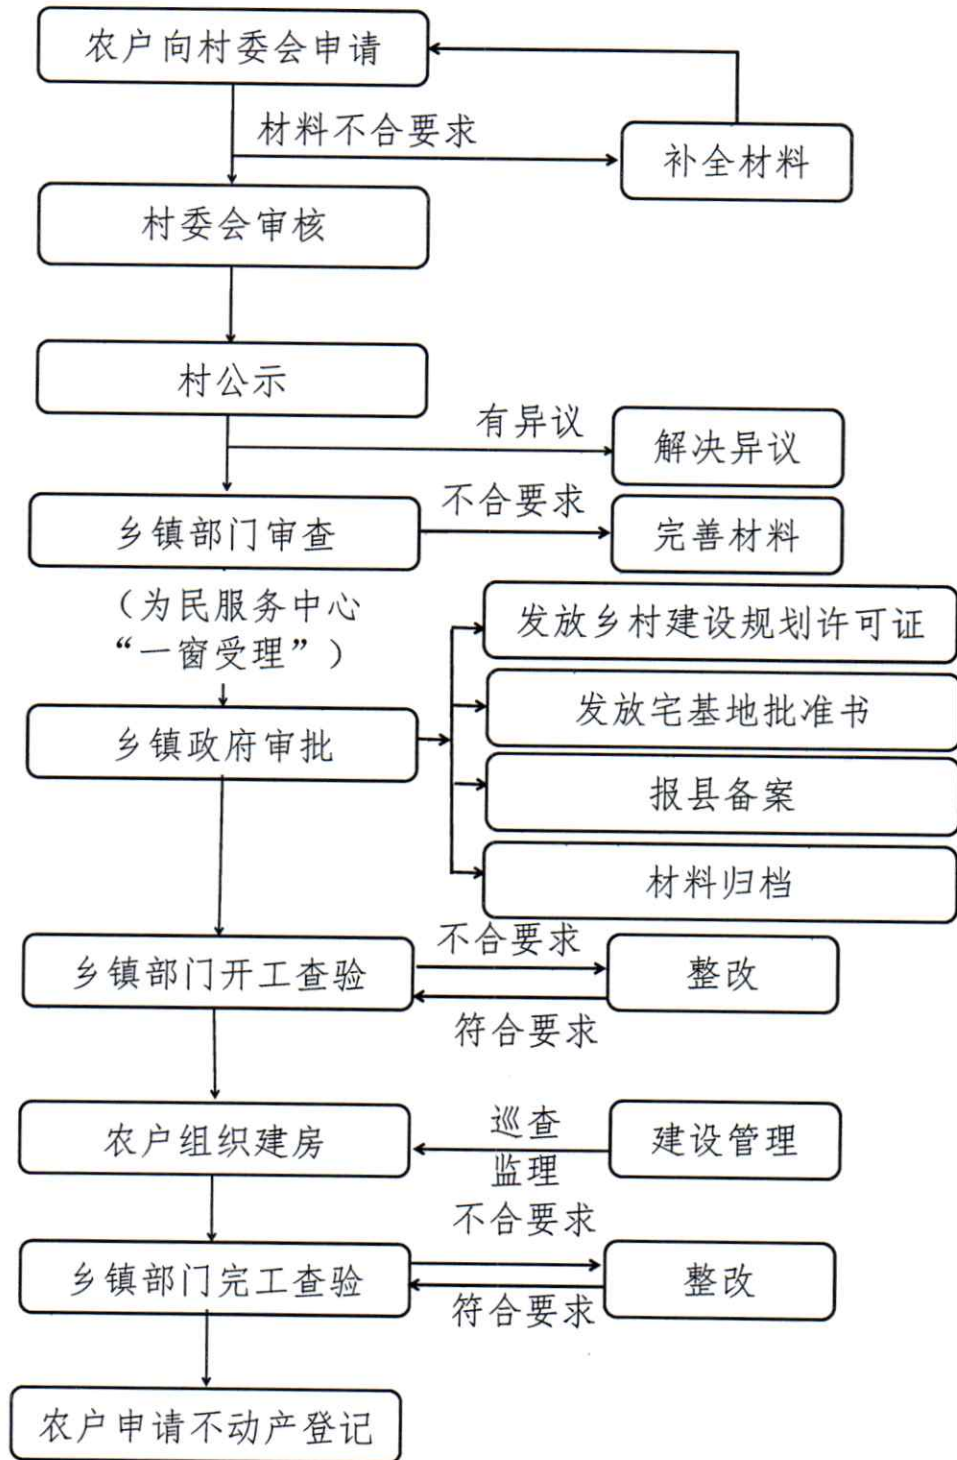 农户向村委会申请
材料不合要求
补全材料
村委会审核
村公示
有异议
解决异议
乡镇部门审查
不合要求
完善材料
（为民服务中心
“一窗受理”）
发放乡村建设规划许可证
发放宅基地批准书
乡镇政府审批
报县备案
材料归档
乡镇部门开工查验
不合要求
整改
符合要求
农户组织建房
巡查
监理
建设管理
不合要求
乡镇部门完工查验
整改
符合要求
农户申请不动产登记